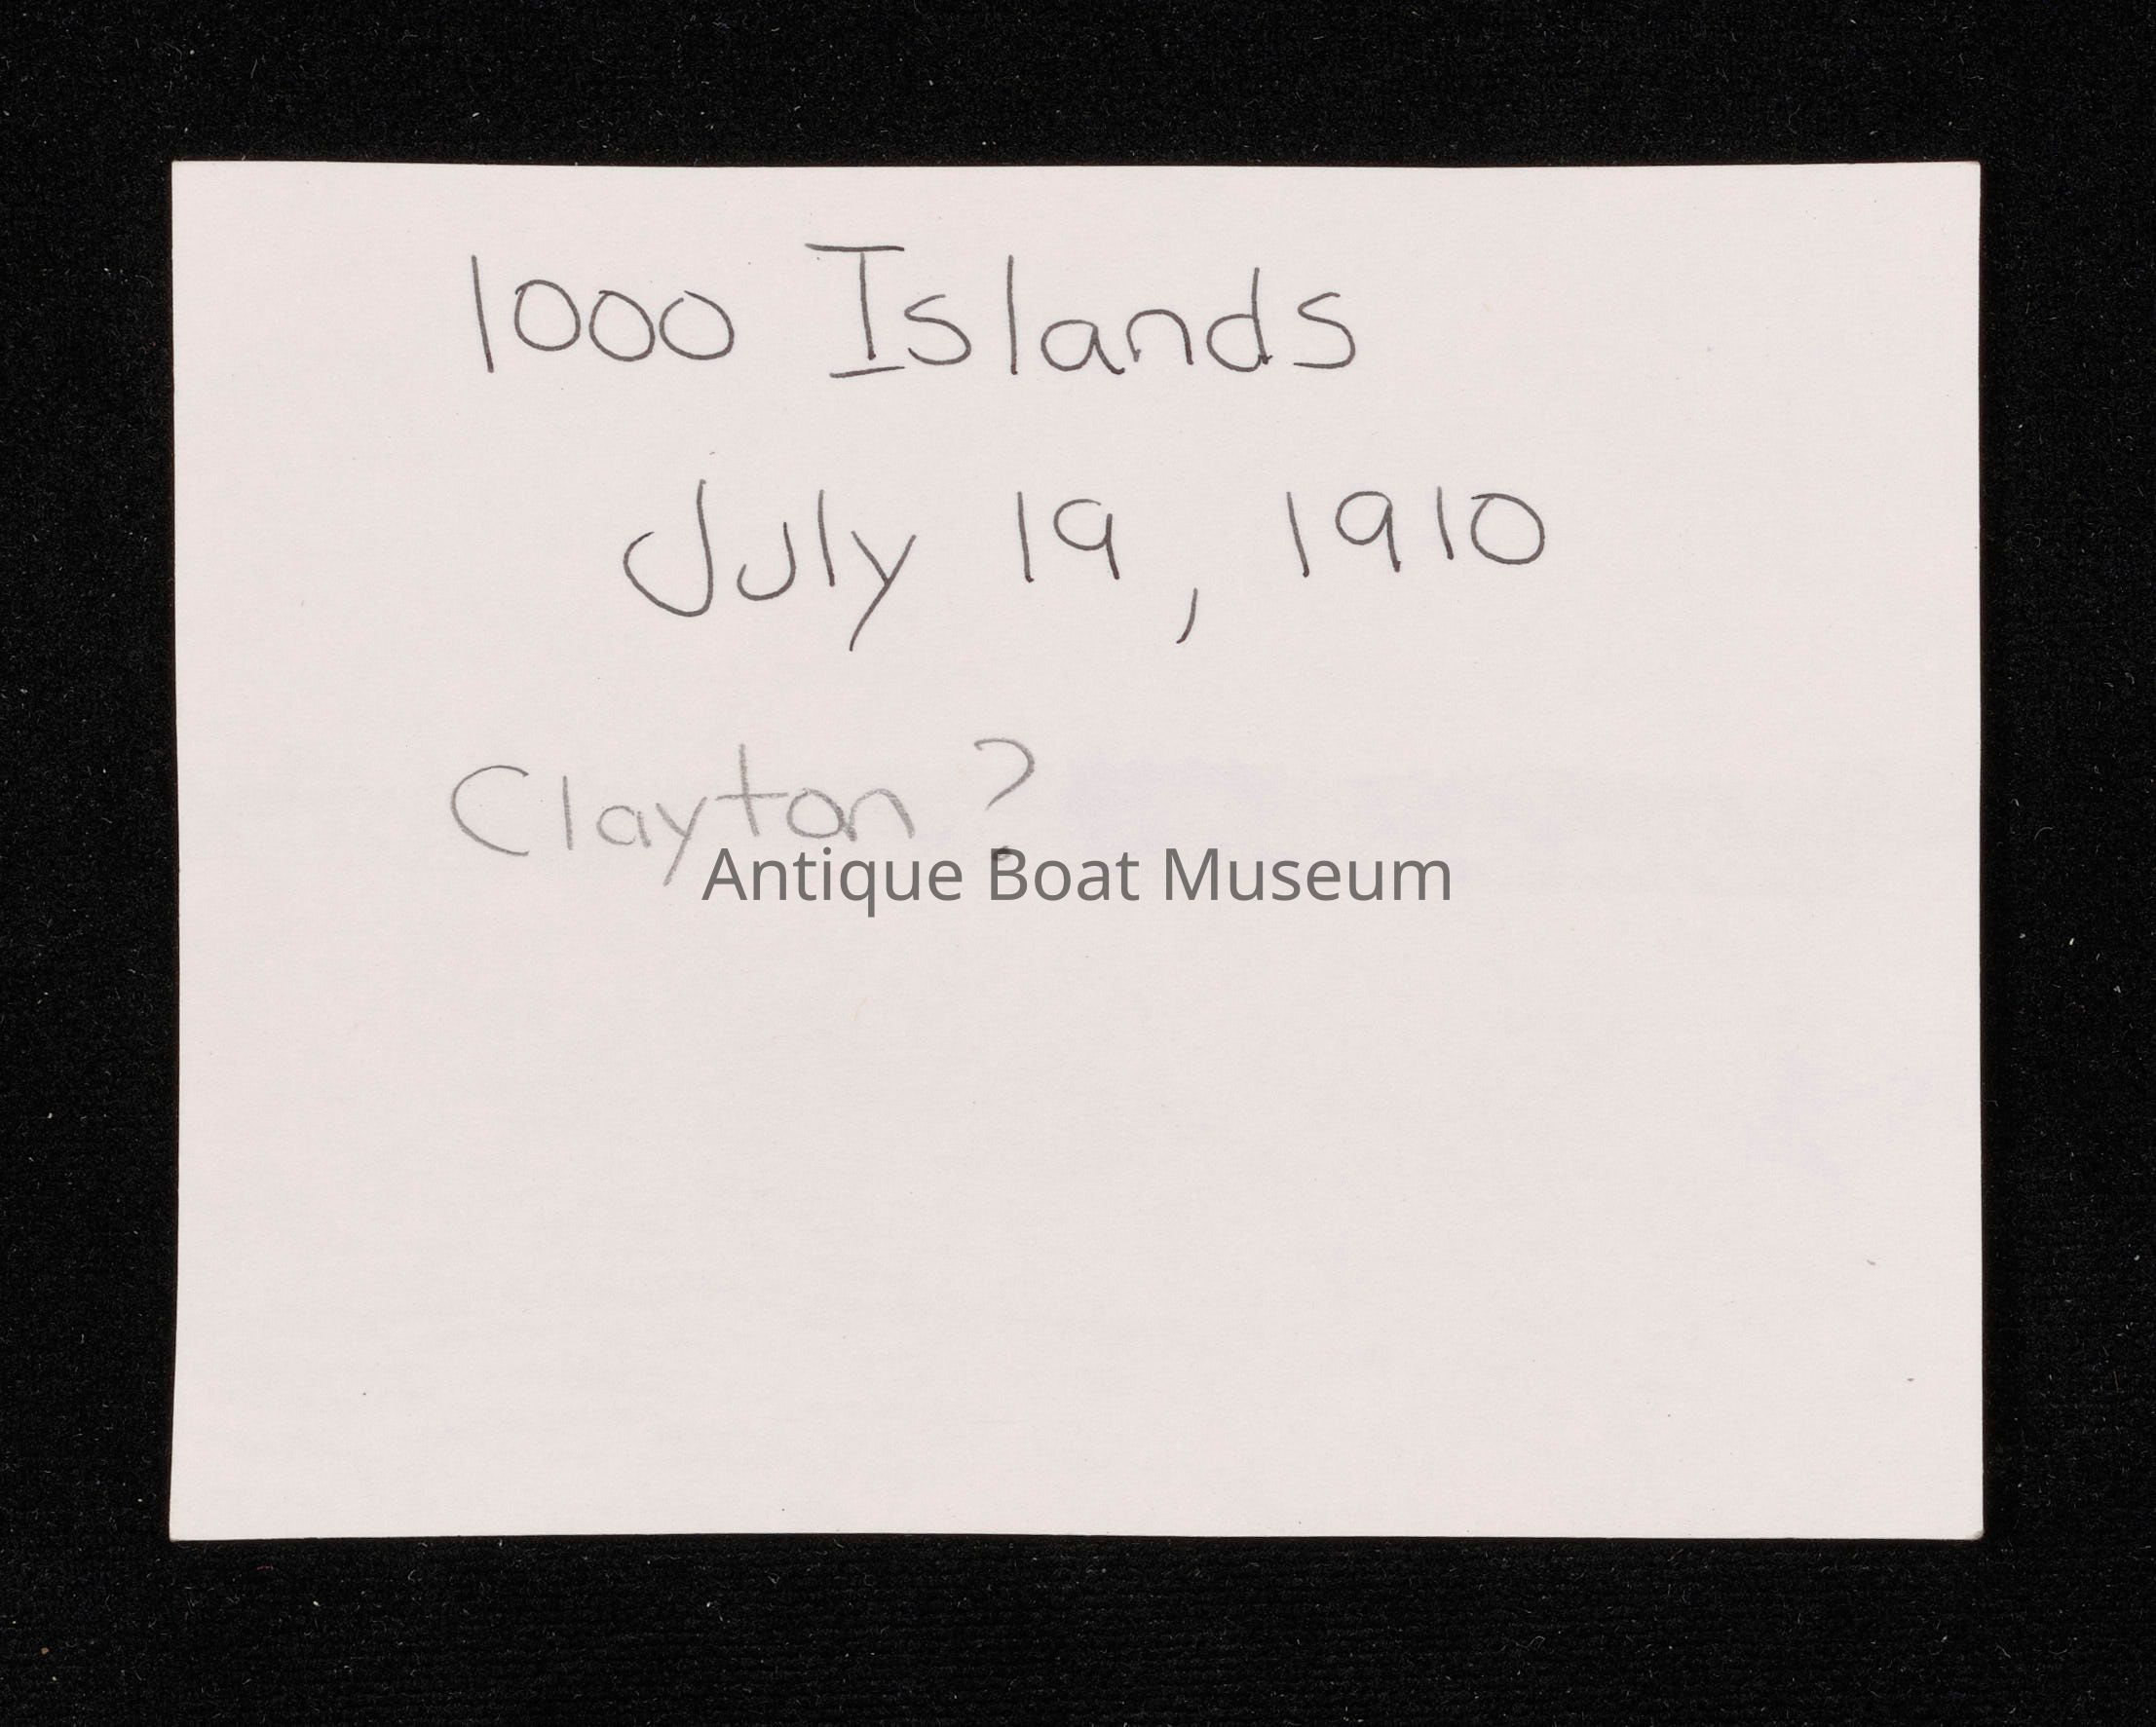 1000 Islands
July 19, 1910
Clayton?
Antique Boat Museum